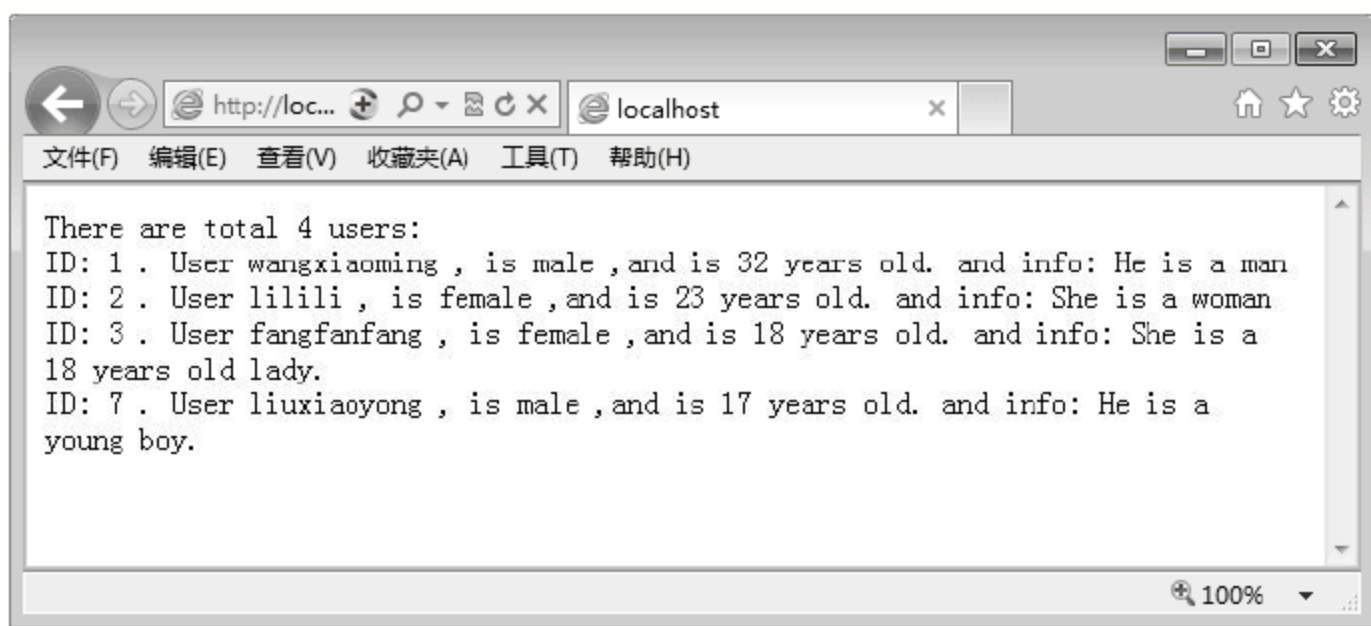 http://loc...
localhost
文件(F) 编辑(E) 查看(V) 收藏夹(A) 工具(T) 帮助(H)
There are total 4 users:
ID: 1 . User wangxiaoming , is male ,and is 32 years old. and info: He is a man
ID: 2 . User lilili , is female ,and is 23 years old. and info: She is a woman
ID: 3 . User fangfanfang , is female ,and is 18 years old. and info: She is a
18 years old lady.
ID: 7 . User liuxiaoyong , is male ,and is 17 years old. and info: He is a
young boy.
100%